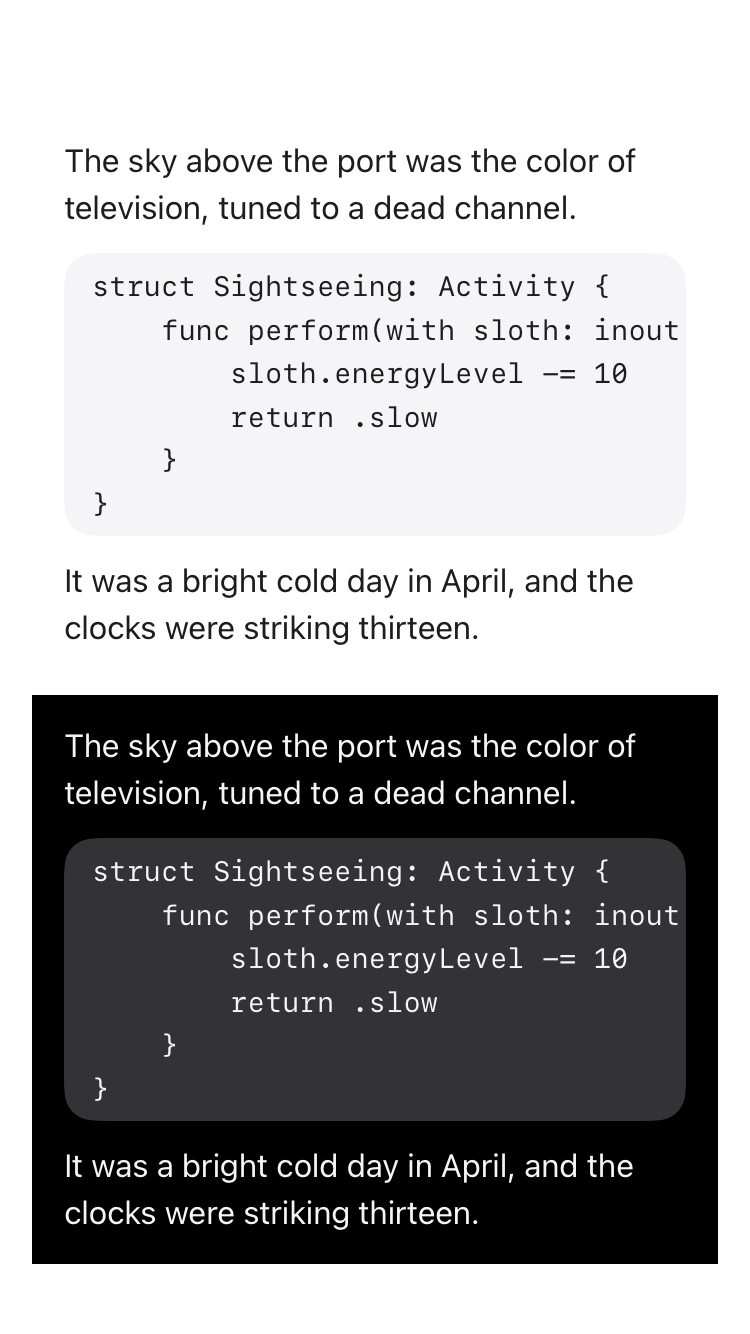 The sky above the port was the color of
television, tuned to a dead channel.
struct Sightseeing: Activity {
    func perform(with sloth: inout
        sloth.energyLevel -= 10
        return .slow
    }
}
It was a bright cold day in April, and the
clocks were striking thirteen.
The sky above the port was the color of
television, tuned to a dead channel.
struct Sightseeing: Activity {
    func perform(with sloth: inout
        sloth.energyLevel -= 10
        return .slow
    }
}
It was a bright cold day in April, and the
clocks were striking thirteen.